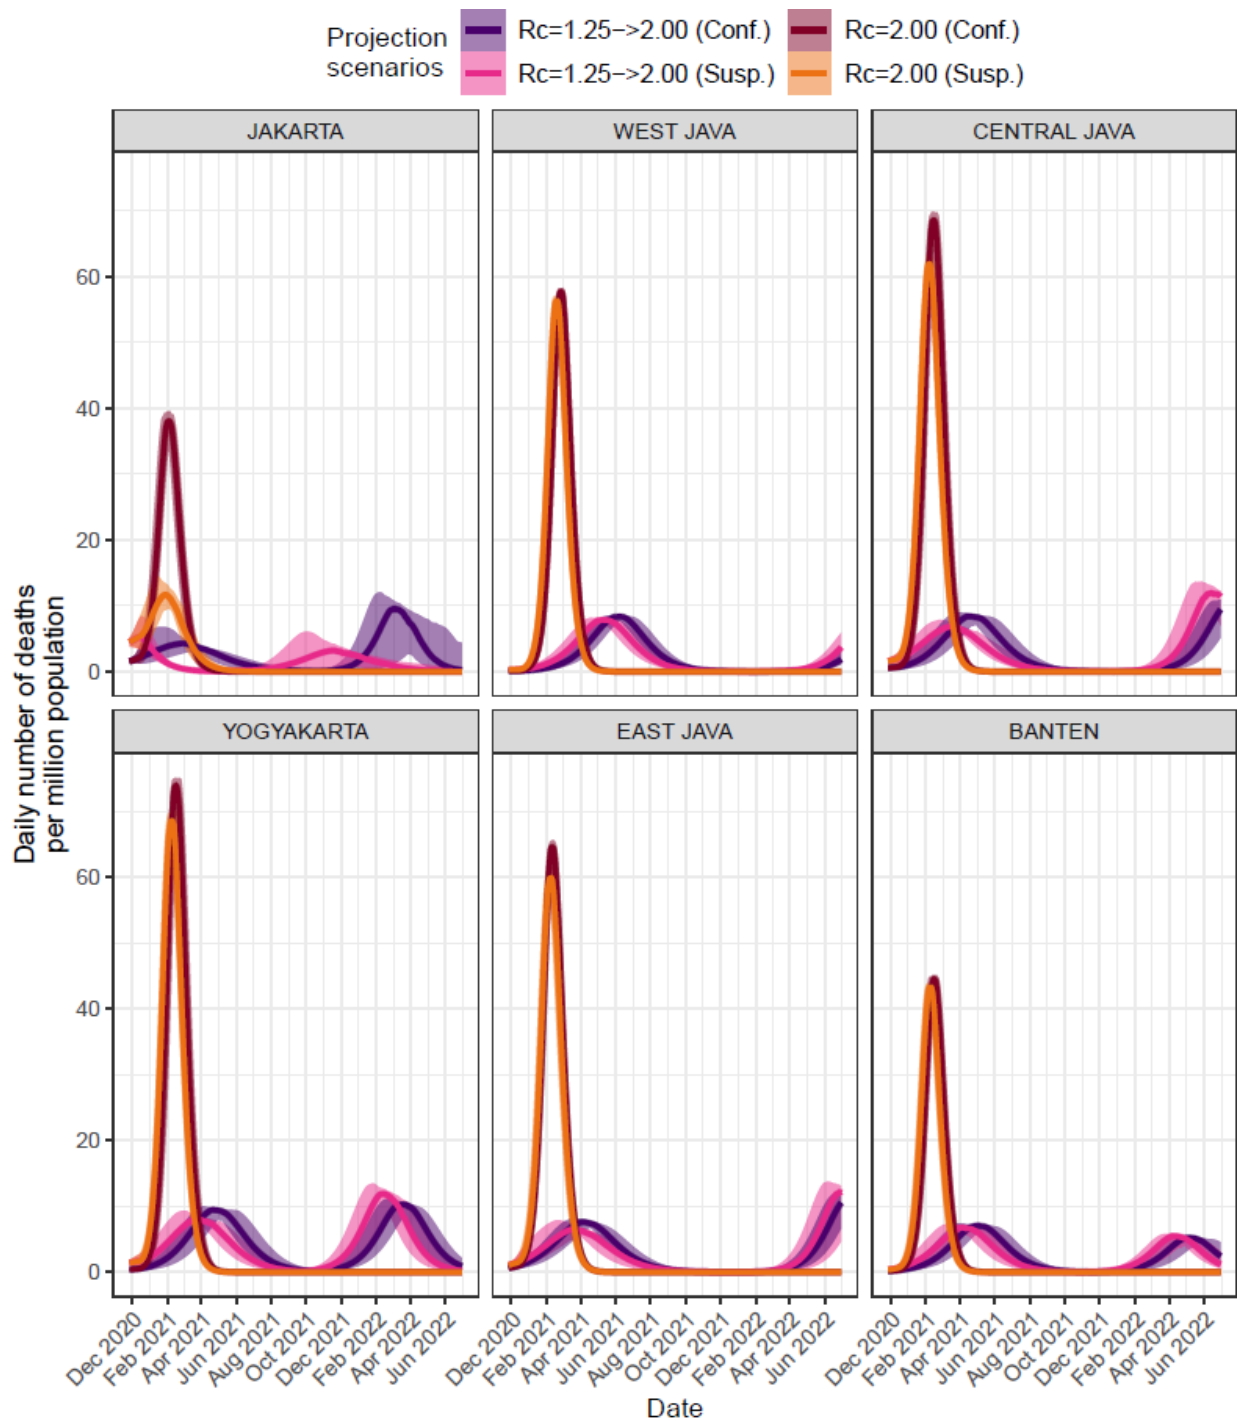 Projection
scenarios
Rc=1.25−>2.00 (Conf.)
Rc=1.25−>2.00 (Susp.)
Rc=2.00 (Conf.)
Rc=2.00 (Susp.)
JAKARTA
WEST JAVA
CENTRAL JAVA
60
40
20
0
YOGYAKARTA
EAST JAVA
BANTEN
60
40
20
0
Daily number of deaths
per million population
Dec 2020
Feb 2021
Apr 2021
Jun 2021
Aug 2021
Oct 2021
Dec 2021
Feb 2022
Apr 2022
Jun 2022
Dec 2020
Feb 2021
Apr 2021
Jun 2021
Aug 2021
Oct 2021
Dec 2021
Feb 2022
Apr 2022
Jun 2022
Dec 2020
Feb 2021
Apr 2021
Jun 2021
Aug 2021
Oct 2021
Dec 2021
Feb 2022
Apr 2022
Jun 2022
Date